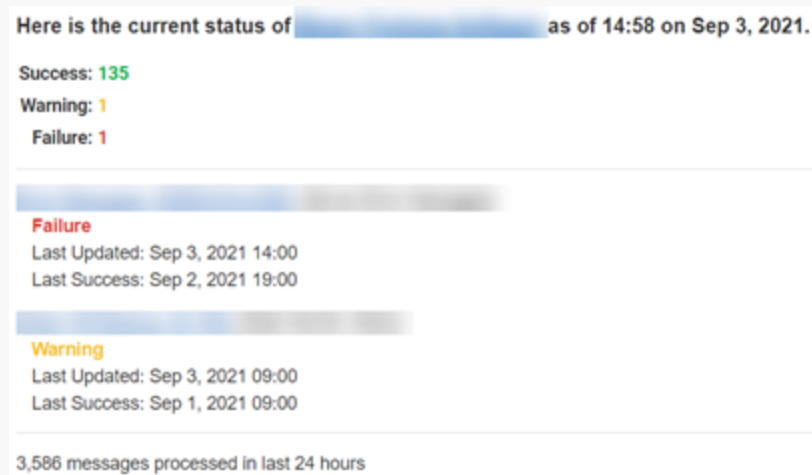 Here is the current status of as of 14:58 on Sep 3, 2021.
Success: 135
Warning: 1
Failure: 1
Failure
Last Updated: Sep 3, 2021 14:00
Last Success: Sep 2, 2021 19:00
Warning
Last Updated: Sep 3, 2021 09:00
Last Success: Sep 1, 2021 09:00
3,586 messages processed in last 24 hours